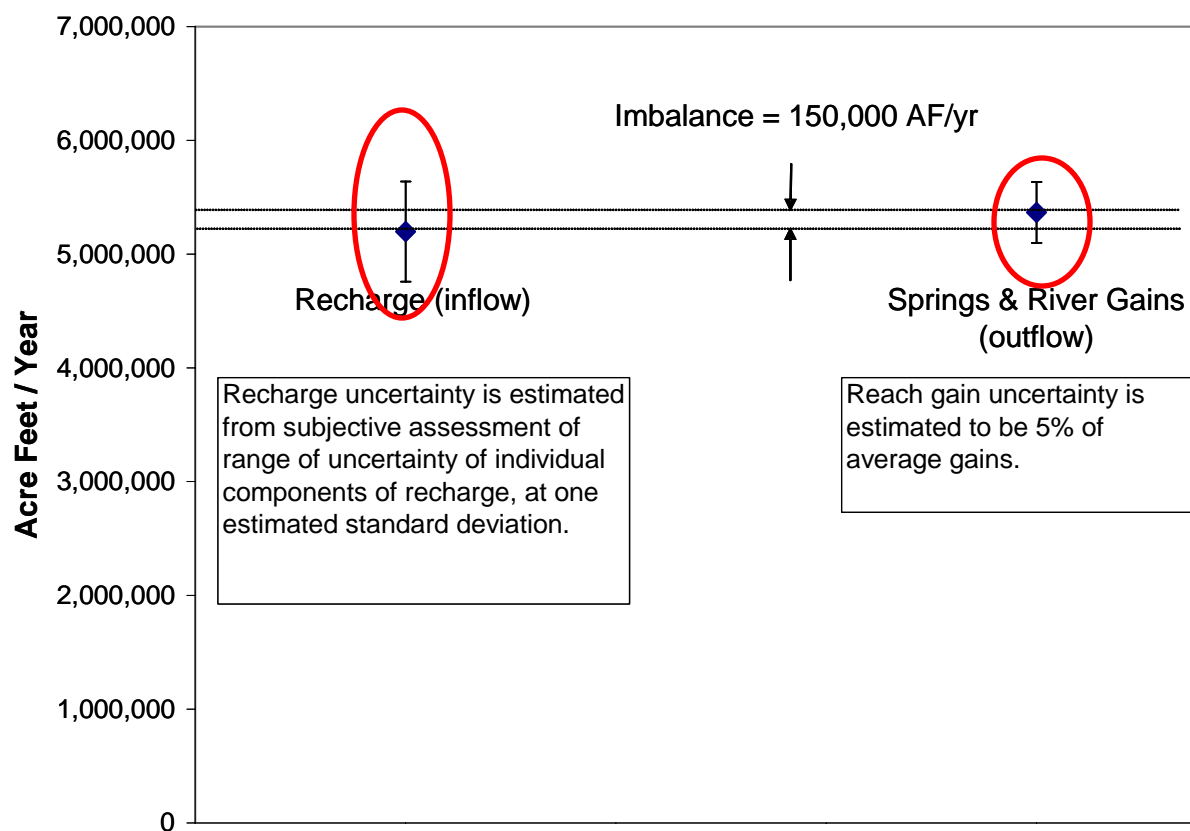 7,000,000
6,000,000
5,000,000
4,000,000
3,000,000
2,000,000
1,000,000
0
Acre Feet / Year
Imbalance = 150,000 AF/yr
Recharge (inflow)
Springs & River Gains
(outflow)
Recharge uncertainty is estimated
from subjective assessment of
range of uncertainty of individual
components of recharge, at one
estimated standard deviation.
Reach gain uncertainty is
estimated to be 5% of
average gains.